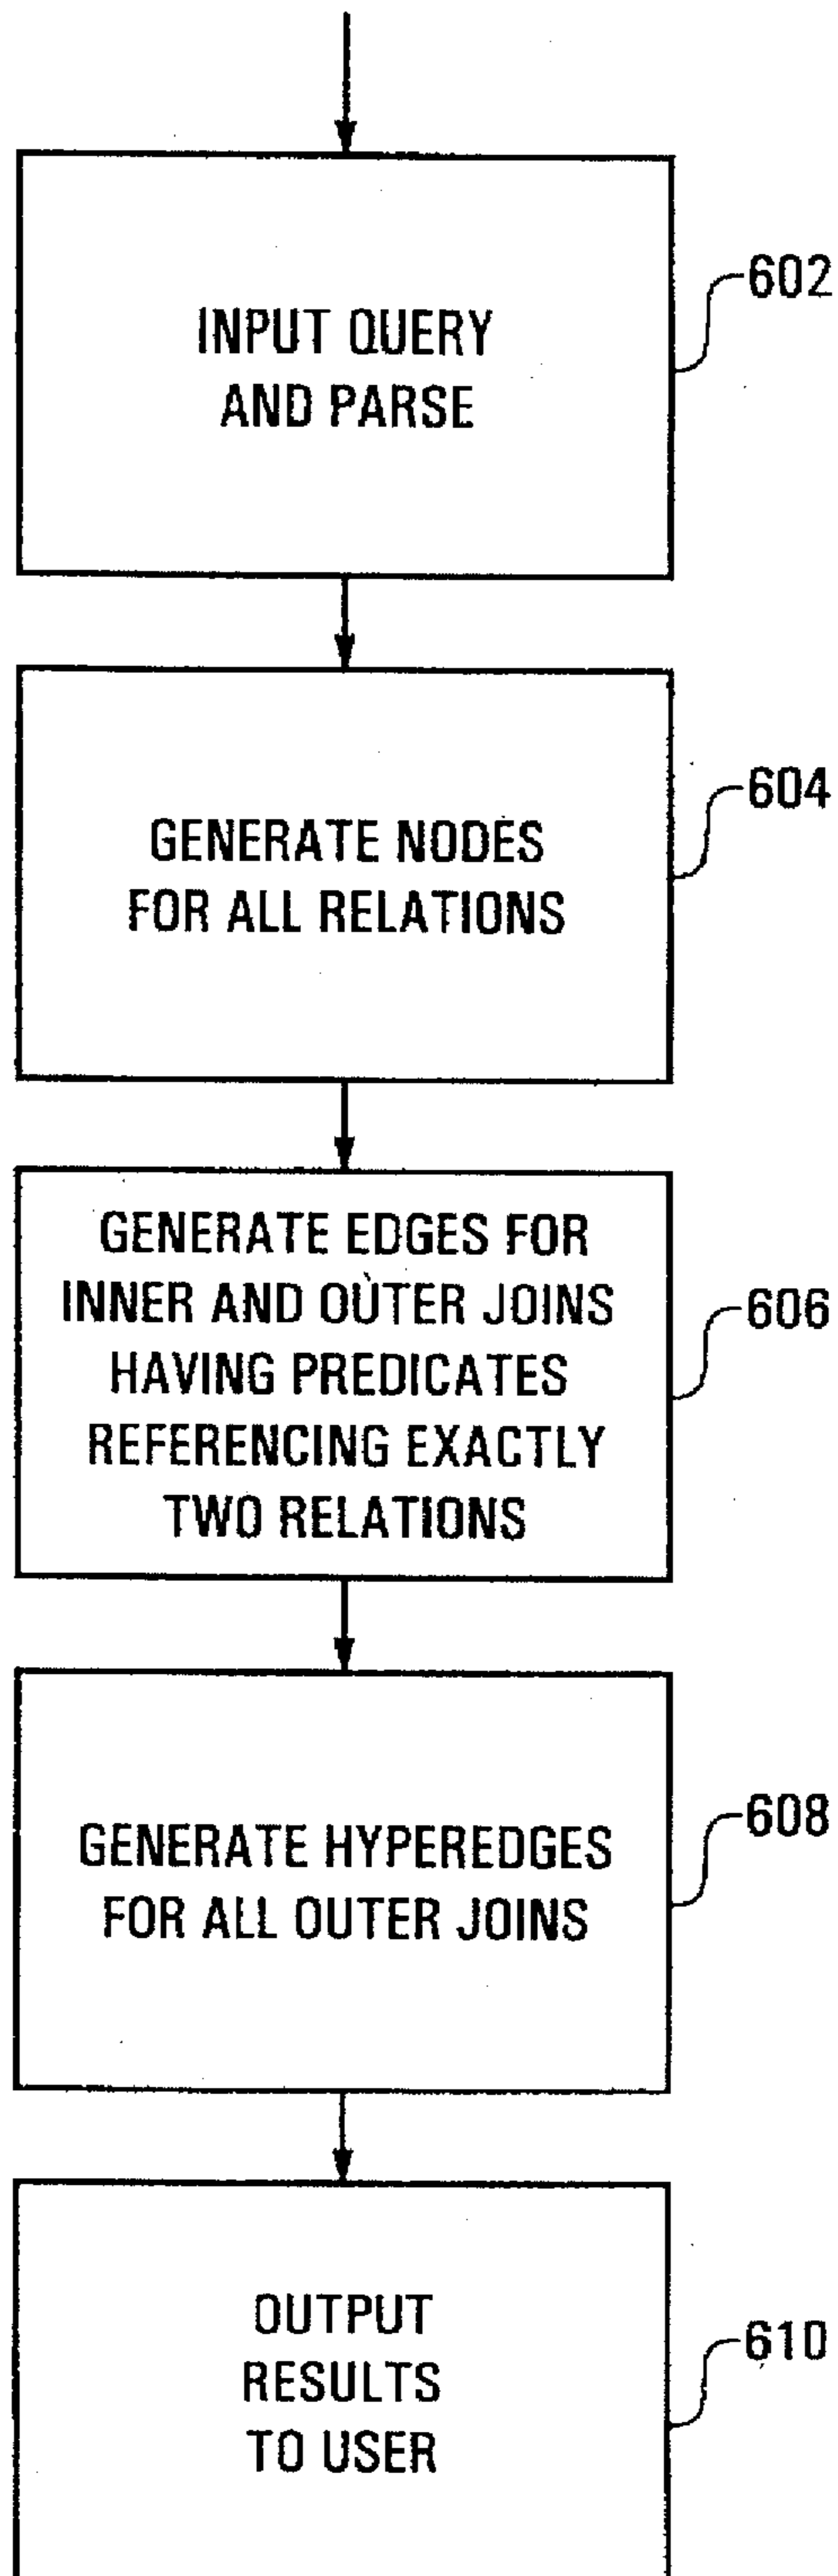 INPUT QUERY
AND PARSE
602
GENERATE NODES
FOR ALL RELATIONS
604
GENERATE EDGES FOR
INNER AND OUTER JOINS
HAVING PREDICATES
REFERENCING EXACTLY
TWO RELATIONS
606
GENERATE HYPEREDGES
FOR ALL OUTER JOINS
608
OUTPUT
RESULTS
TO USER
610